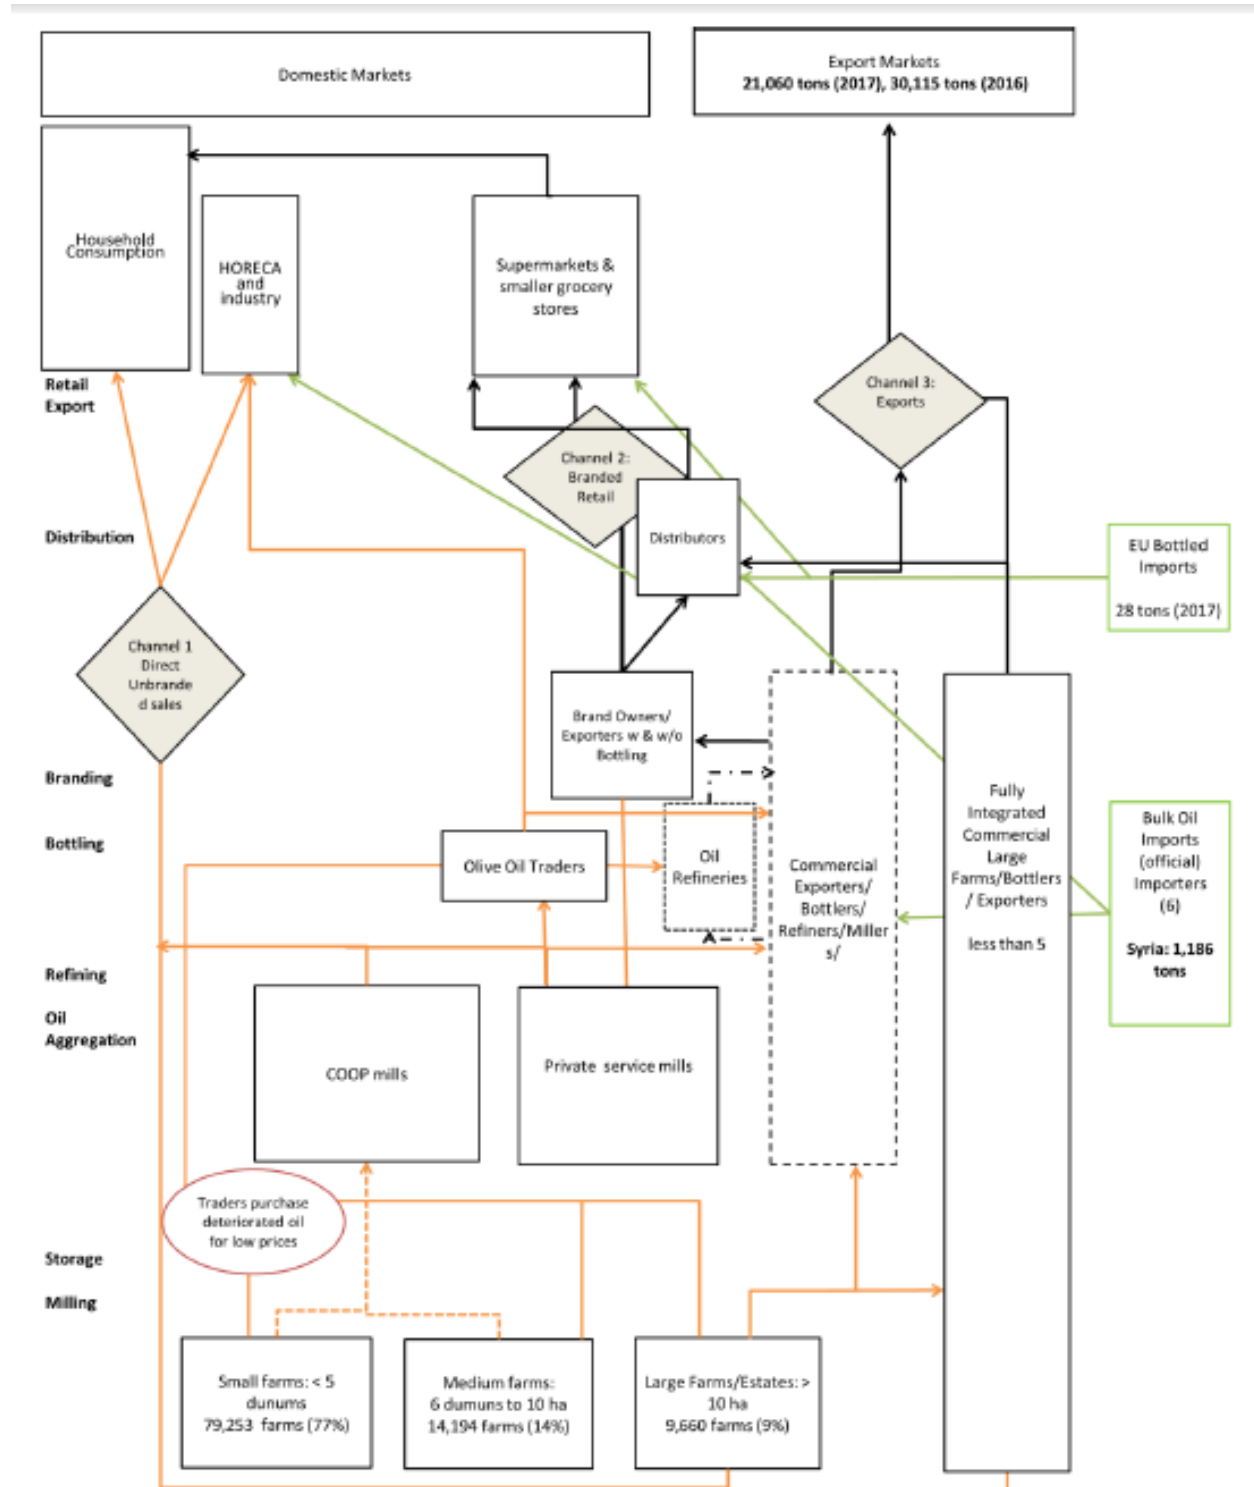 Domestic Markets
Export Markets
21,060 tons (2017), 30,115 tons (2016)
Household
Consumption
HORECA
and
industry
Supermarkets &
smaller grocery
stores
Retail
Export
Channel 3:
Exports
Channel 2:
Branded
Retail
Distribution
Distributors
EU Bottled
Imports
28 tons (2017)
Channel 1
Direct
Unbrande
d sales
Brand Owners/
Exporters w & w/o
Bottling
Branding
Bottling
Olive Oil Traders
Oil
Refineries
Commercial
Exporters/
Bottlers/
Refiners/Miller
s/
Fully
Integrated
Commercial
Large
Farms/Bottlers
/ Exporters
less than 5
Bulk Oil
Imports
(official)
Importers
(6)
Syria: 1,186
tons
Refining
Oil
Aggregation
COOP mills
Private service mills
Traders purchase
deteriorated oil
for low prices
Storage
Milling
Small farms: < 5
dunums
79,253 farms (77%)
Medium farms:
6 dumuns to 10 ha
14,194 farms (14%)
Large Farms/Estates: >
10 ha
9,660 farms (9%)